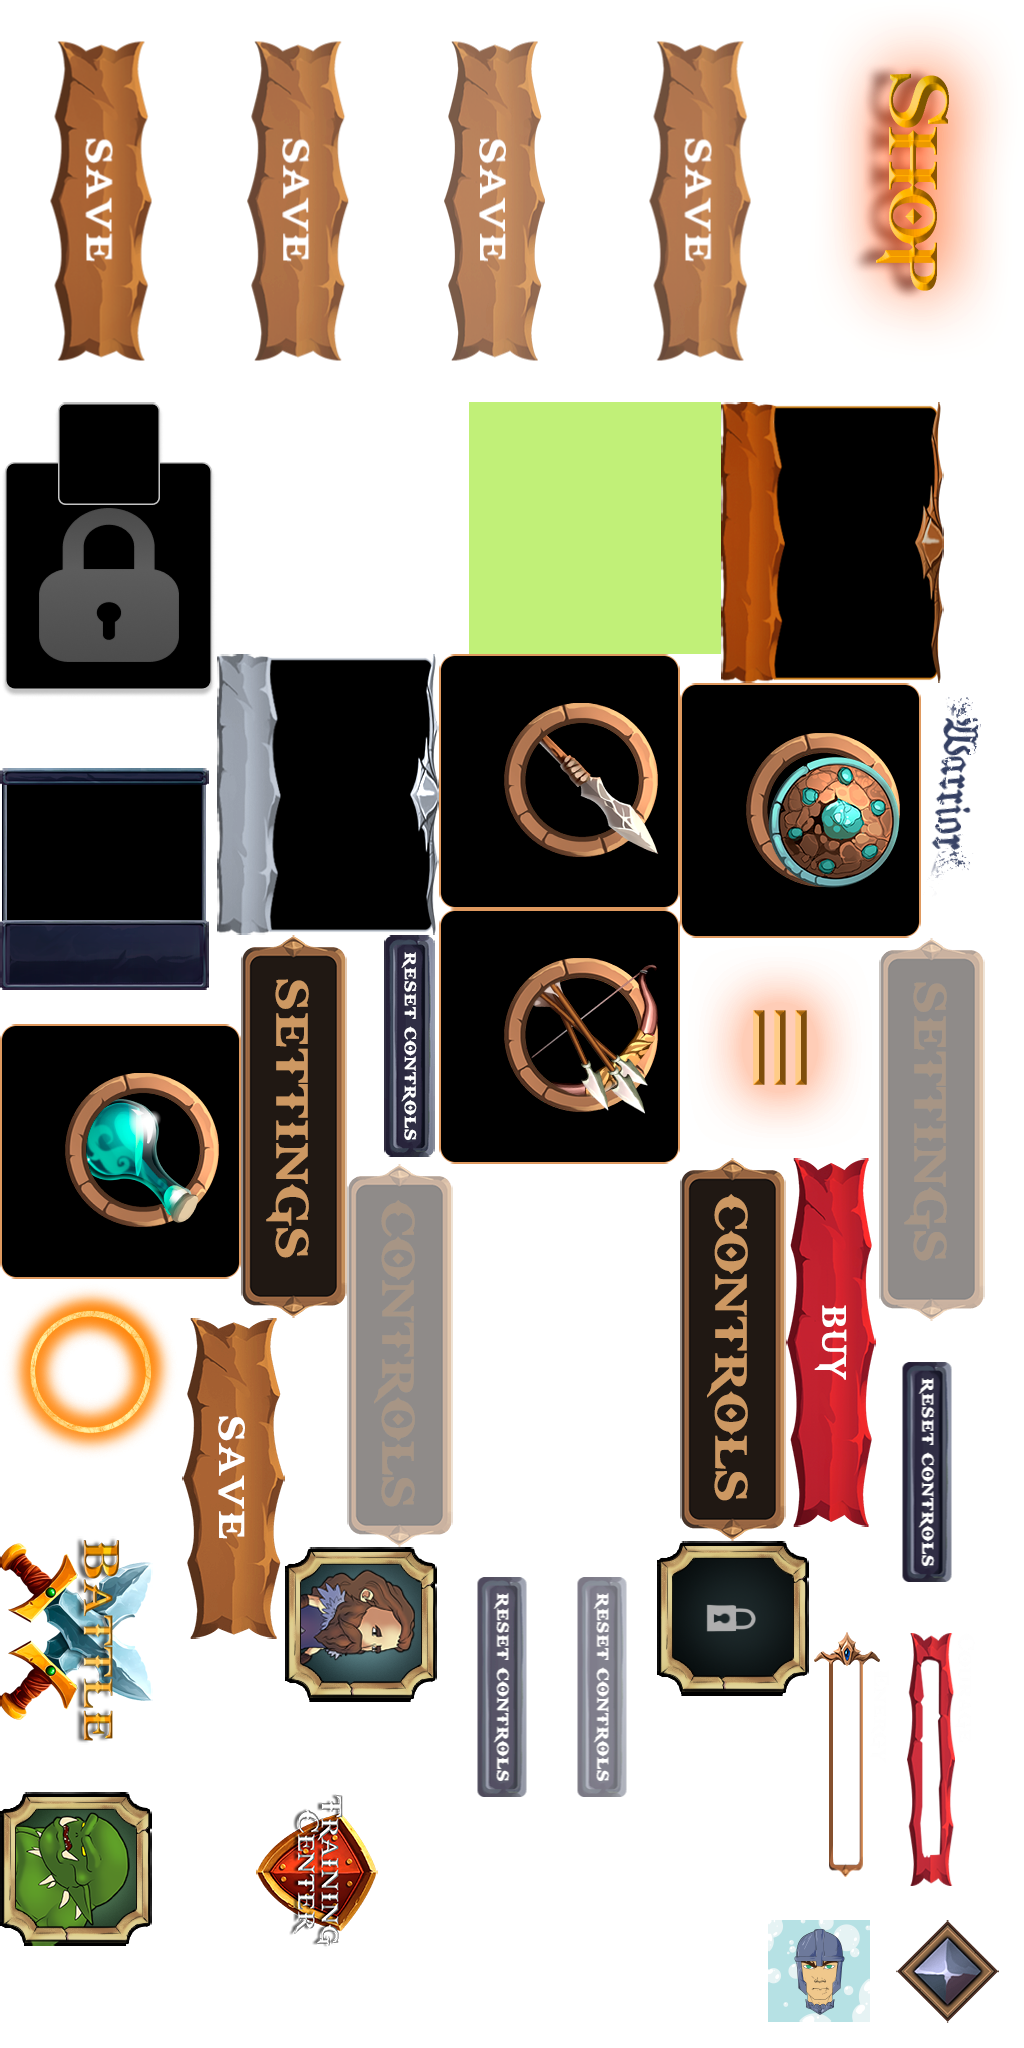 SAVE
SAVE
SAVE
SAVE
SHOP
Warrior
SETTINGS
RESET CONTROLS
SETTINGS
CONTROLS
CONTROLS
BUY
RESET CONTROLS
SAVE
BATTLE
RESET CONTROLS
RESET CONTROLS
TRAINING
CENTER